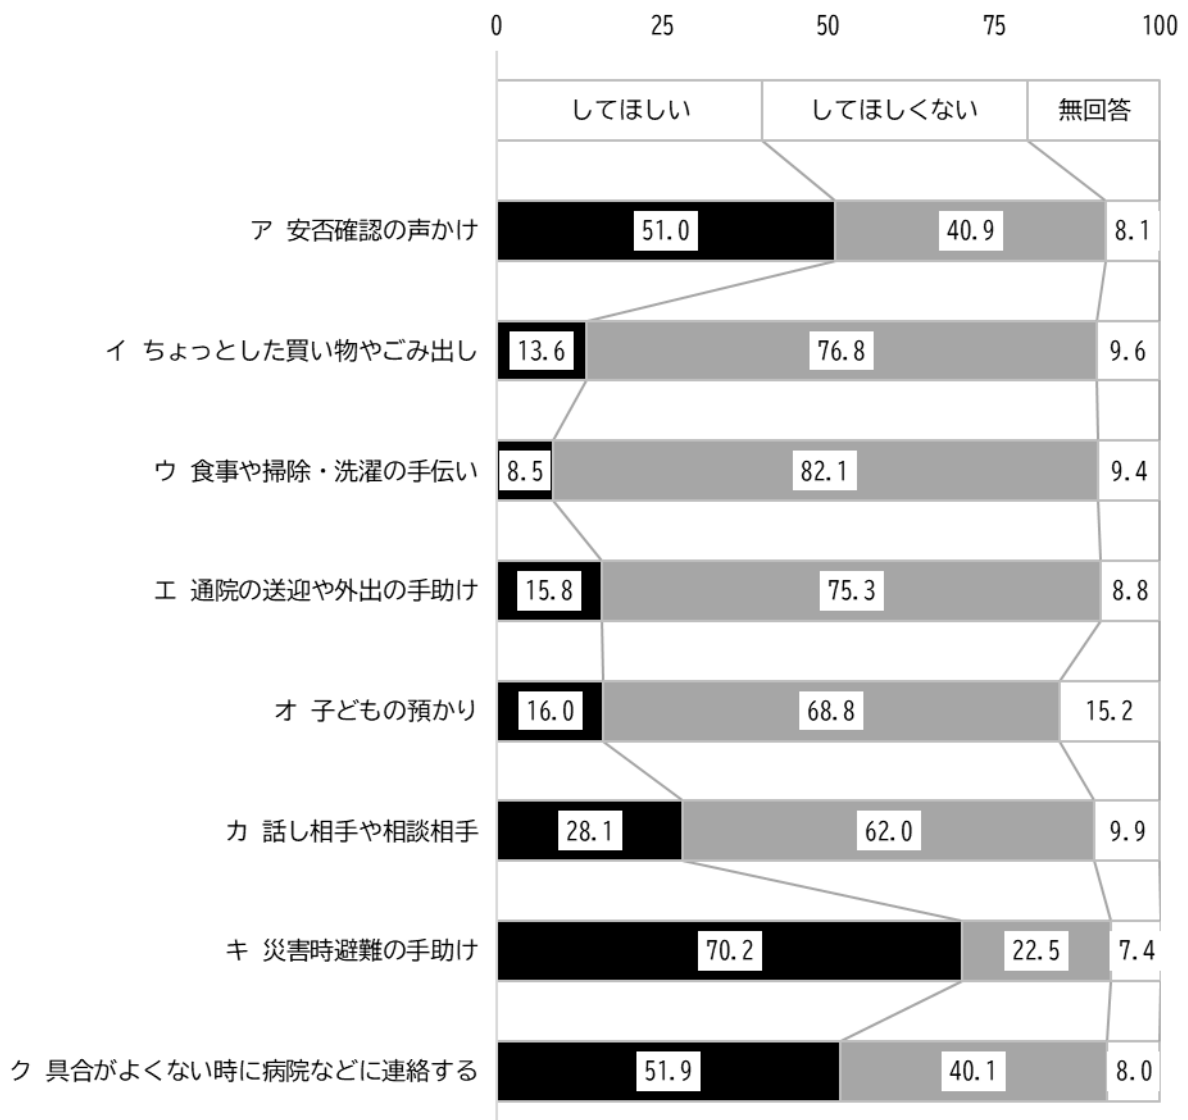 0 25 50 75 100
してほしい してほしくない 無回答
ア 安否確認の声かけ 51.0 40.9 8.1
イ ちょっとした買い物やごみ出し 13.6 76.8 9.6
ウ 食事や掃除・洗濯の手伝い 8.5 82.1 9.4
エ 通院の送迎や外出の手助け 15.8 75.3 8.8
オ 子どもの預かり 16.0 68.8 15.2
カ 話し相手や相談相手 28.1 62.0 9.9
キ 災害時避難の手助け 70.2 22.5 7.4
ク 具合がよくない時に病院などに連絡する 51.9 40.1 8.0